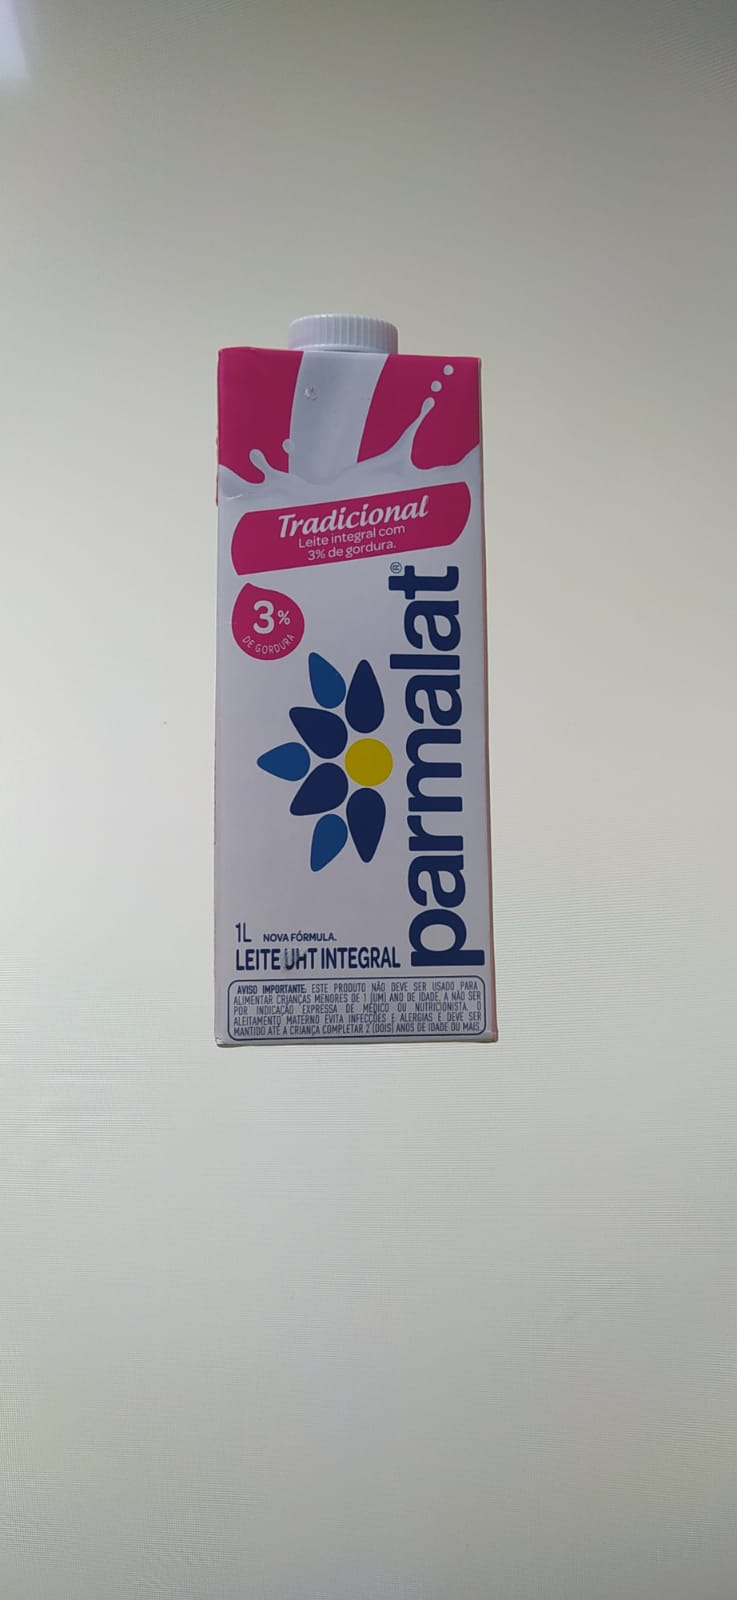 Tradicional
Leite integral com
3% de gordura.
3%
DE GORDURA
parmalat®
1L NOVA FÓRMULA.
LEITE UHT INTEGRAL
AVISO IMPORTANTE: ESTE PRODUTO NÃO DEVE SER USADO PARA
ALIMENTAR CRIANÇAS MENORES DE 1 (UM) ANO DE IDADE, A NÃO SER
POR INDICAÇÃO EXPRESSA DE MÉDICO OU NUTRICIONISTA. O
ALEITAMENTO MATERNO EVITA INFECÇÕES E ALERGIAS E DEVE SER
MANTIDO ATÉ A CRIANÇA COMPLETAR 2 (DOIS) ANOS DE IDADE OU MAIS